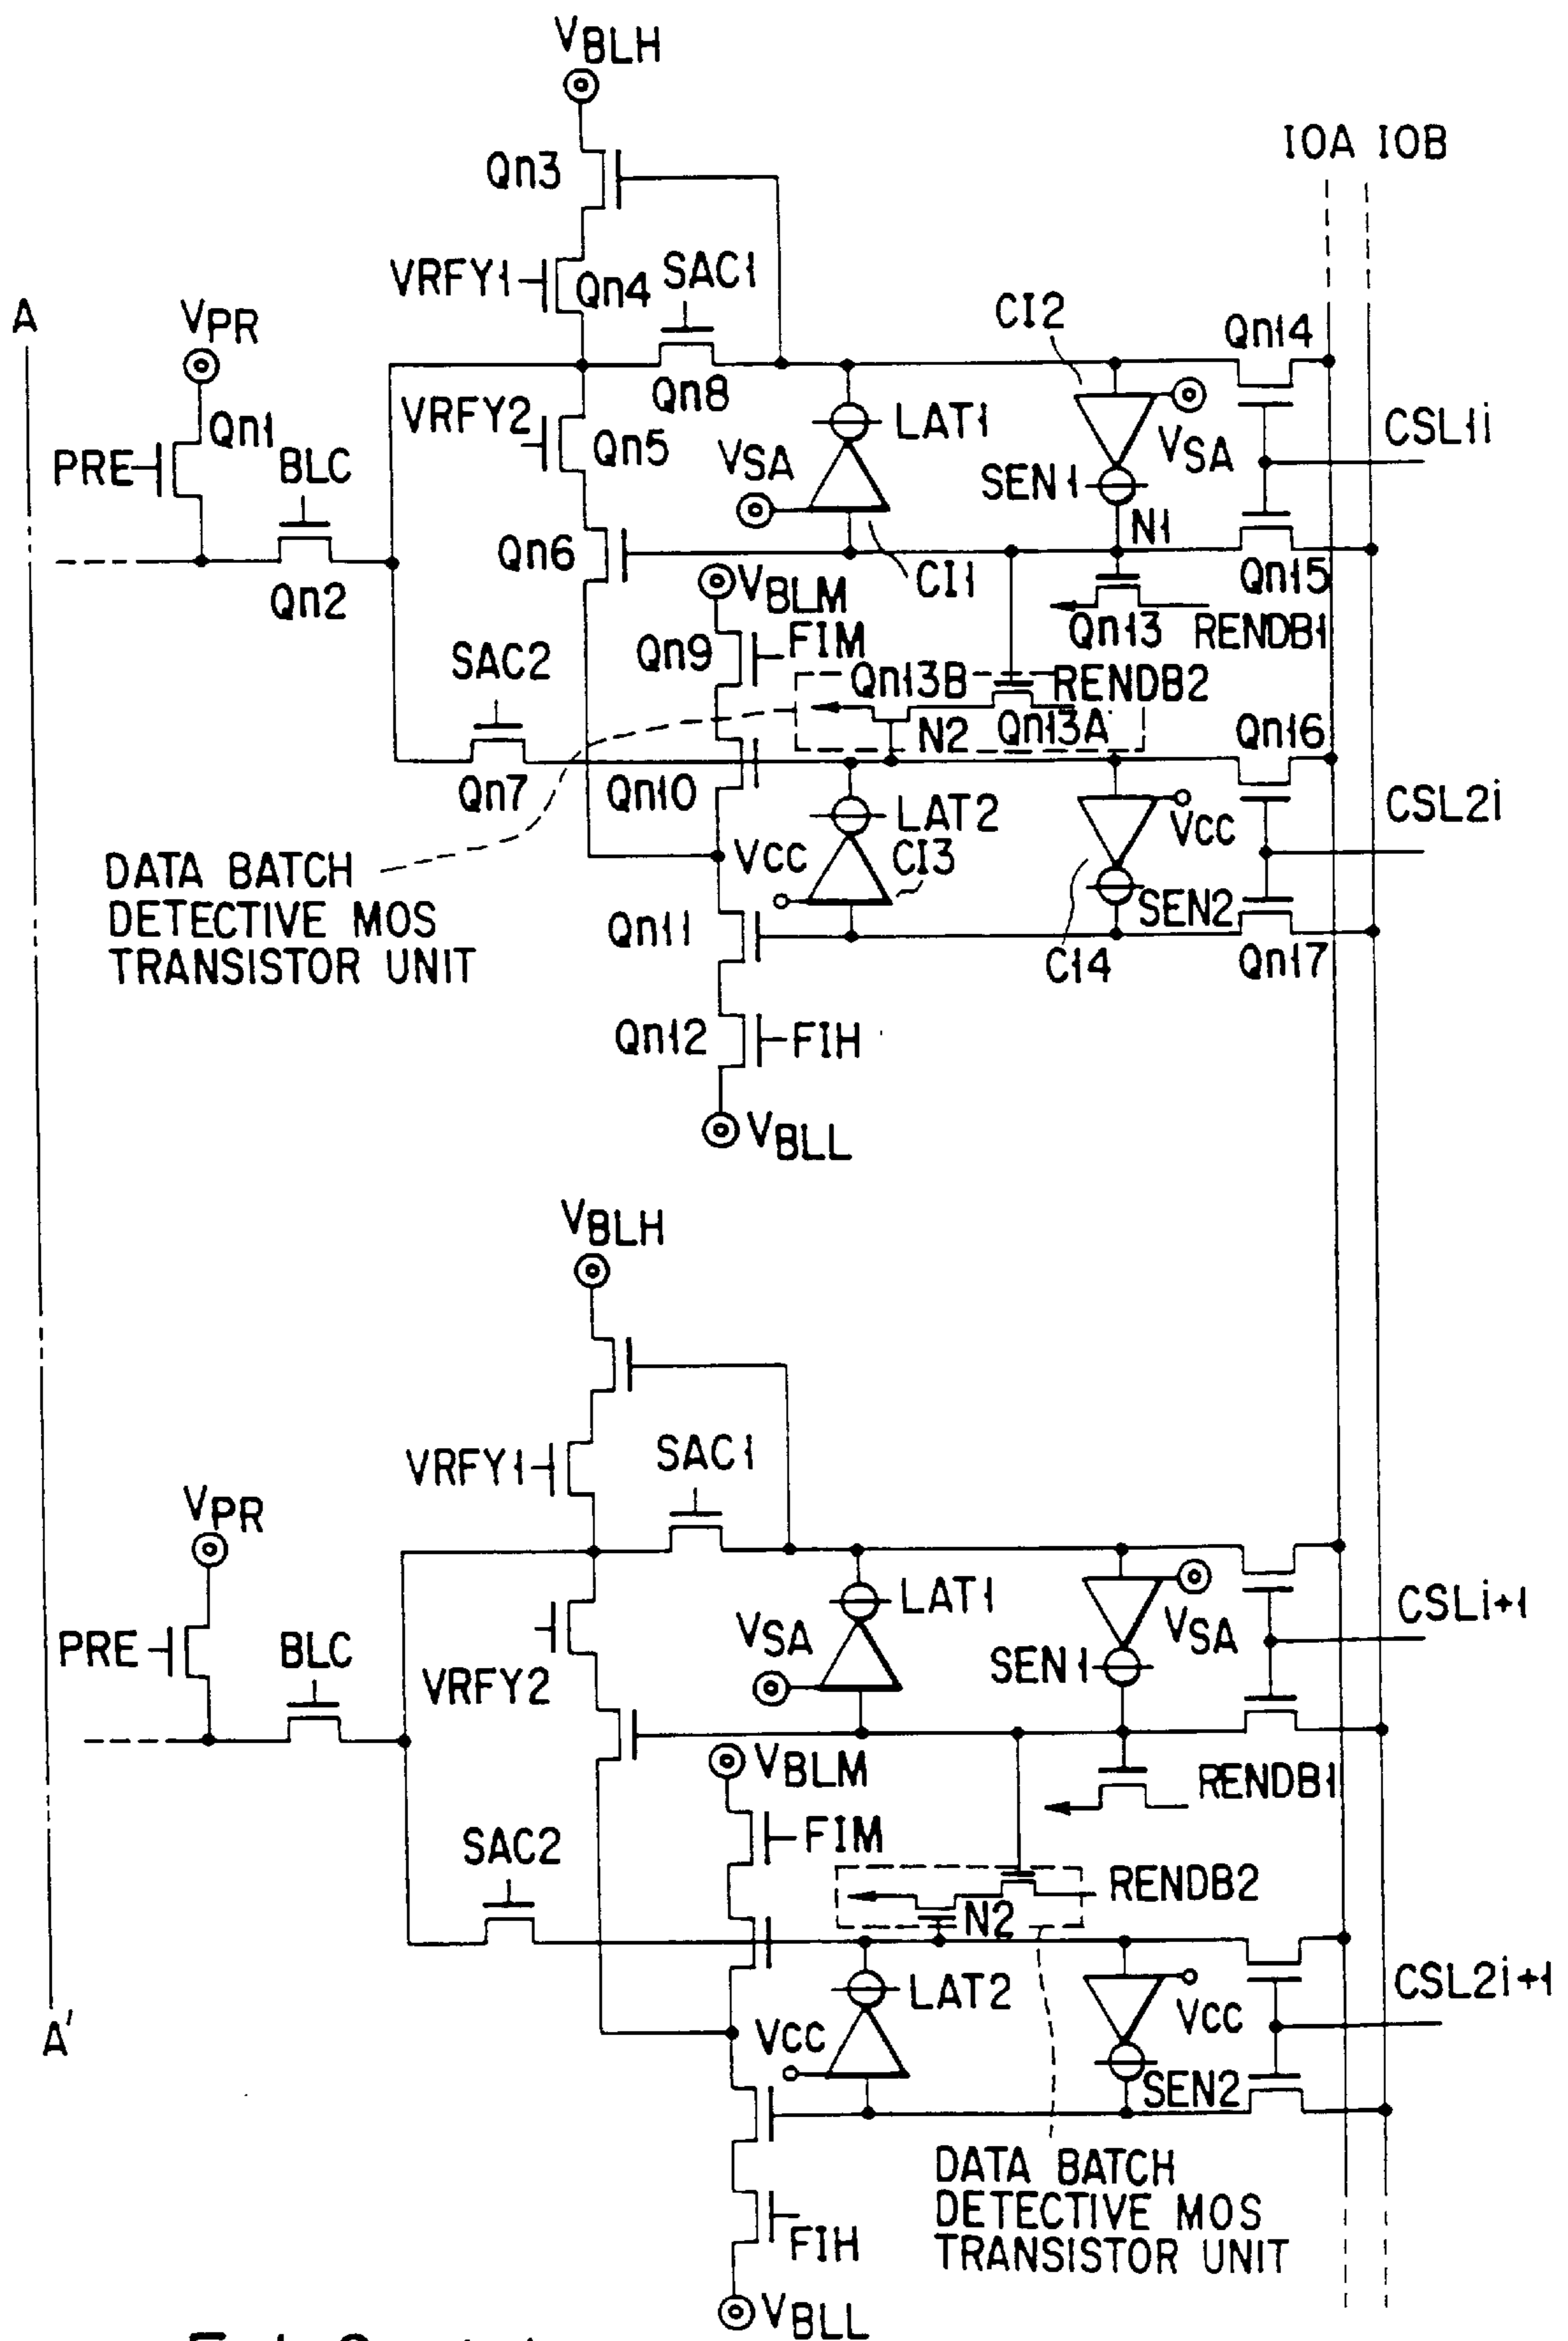 VBLH
IOA IOB
Qn3
VRFY1
Qn4
SAC1
A
VPR
CI2
Qn14
Qn8
VRFY2
Qn1
PRE
BLC
Qn5
LAT1
VSA
VSA
CSL1i
SEN1
N1
Qn6
Qn2
CI1
Qn15
VBLM
Qn13
RENDB1
Qn9
FIM
SAC2
Qn13B
RENDB2
N2
Qn13A
Qn16
Qn7
Qn10
LAT2
VCC
VCC
CSL2i
CI3
DATA BATCH
DETECTIVE MOS
TRANSISTOR UNIT
Qn11
SEN2
C14
Qn17
Qn12
FIH
VBLL
VBLH
VRFY1
SAC1
VPR
LAT1
VSA
VSA
CSLi+1
PRE
BLC
VRFY2
SEN1
VBLM
RENDB1
FIM
SAC2
RENDB2
N2
LAT2
VCC
VCC
CSL2i+1
A'
SEN2
DATA BATCH
DETECTIVE MOS
TRANSISTOR UNIT
FIH
VBLL